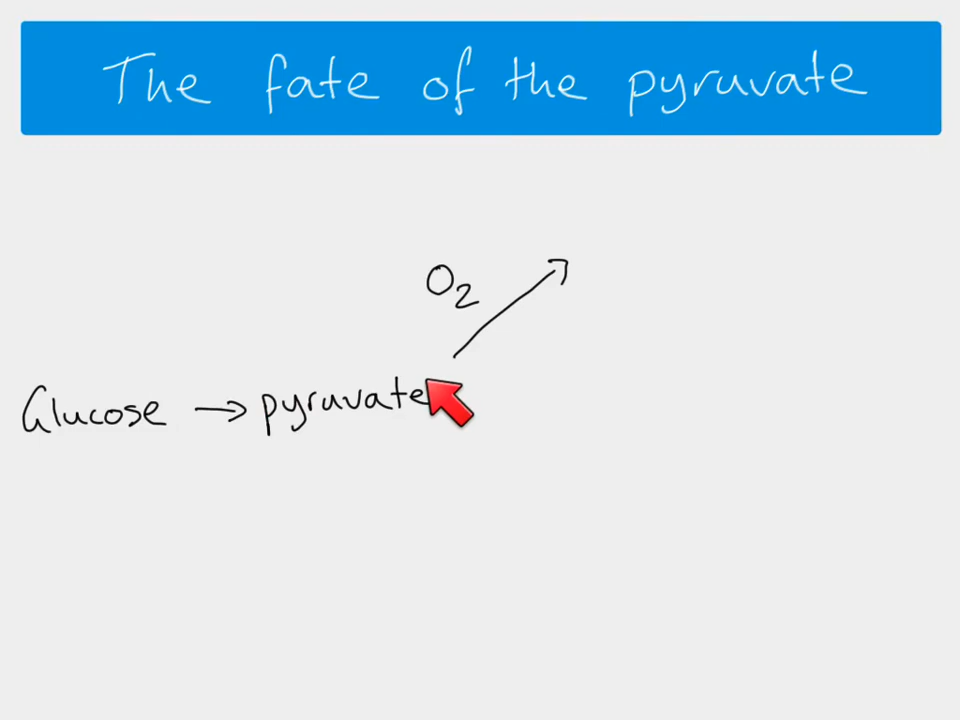 The fate of the pyruvate
O2
Glucose → pyruvate